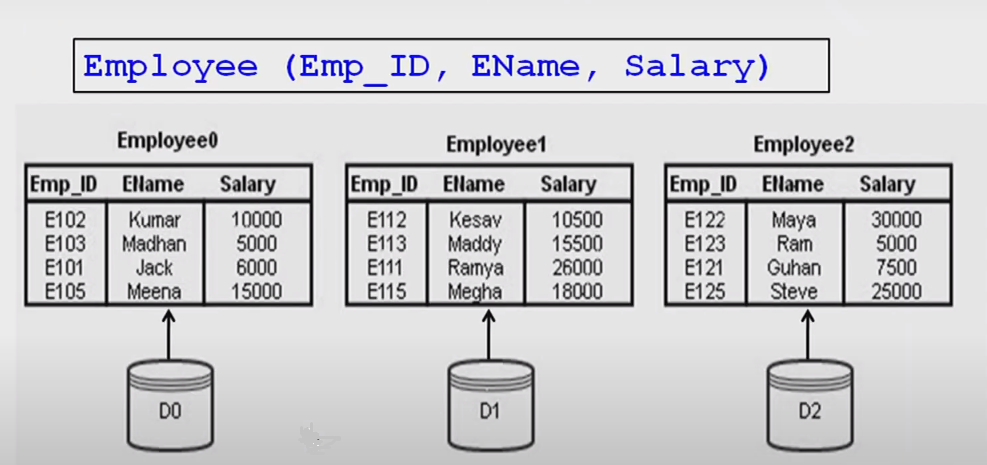 Employee (Emp_ID, EName, Salary)
Employee0 Employee1 Employee2
Emp_ID EName Salary Emp_ID EName Salary Emp_ID EName Salary
E102 Kumar 10000 E112 Kesav 10500 E122 Maya 30000
E103 Madhan 5000 E113 Maddy 15500 E123 Ram 5000
E101 Jack 6000 E111 Ramya 26000 E121 Guhan 7500
E105 Meena 15000 E115 Megha 18000 E125 Steve 25000
D0 D1 D2